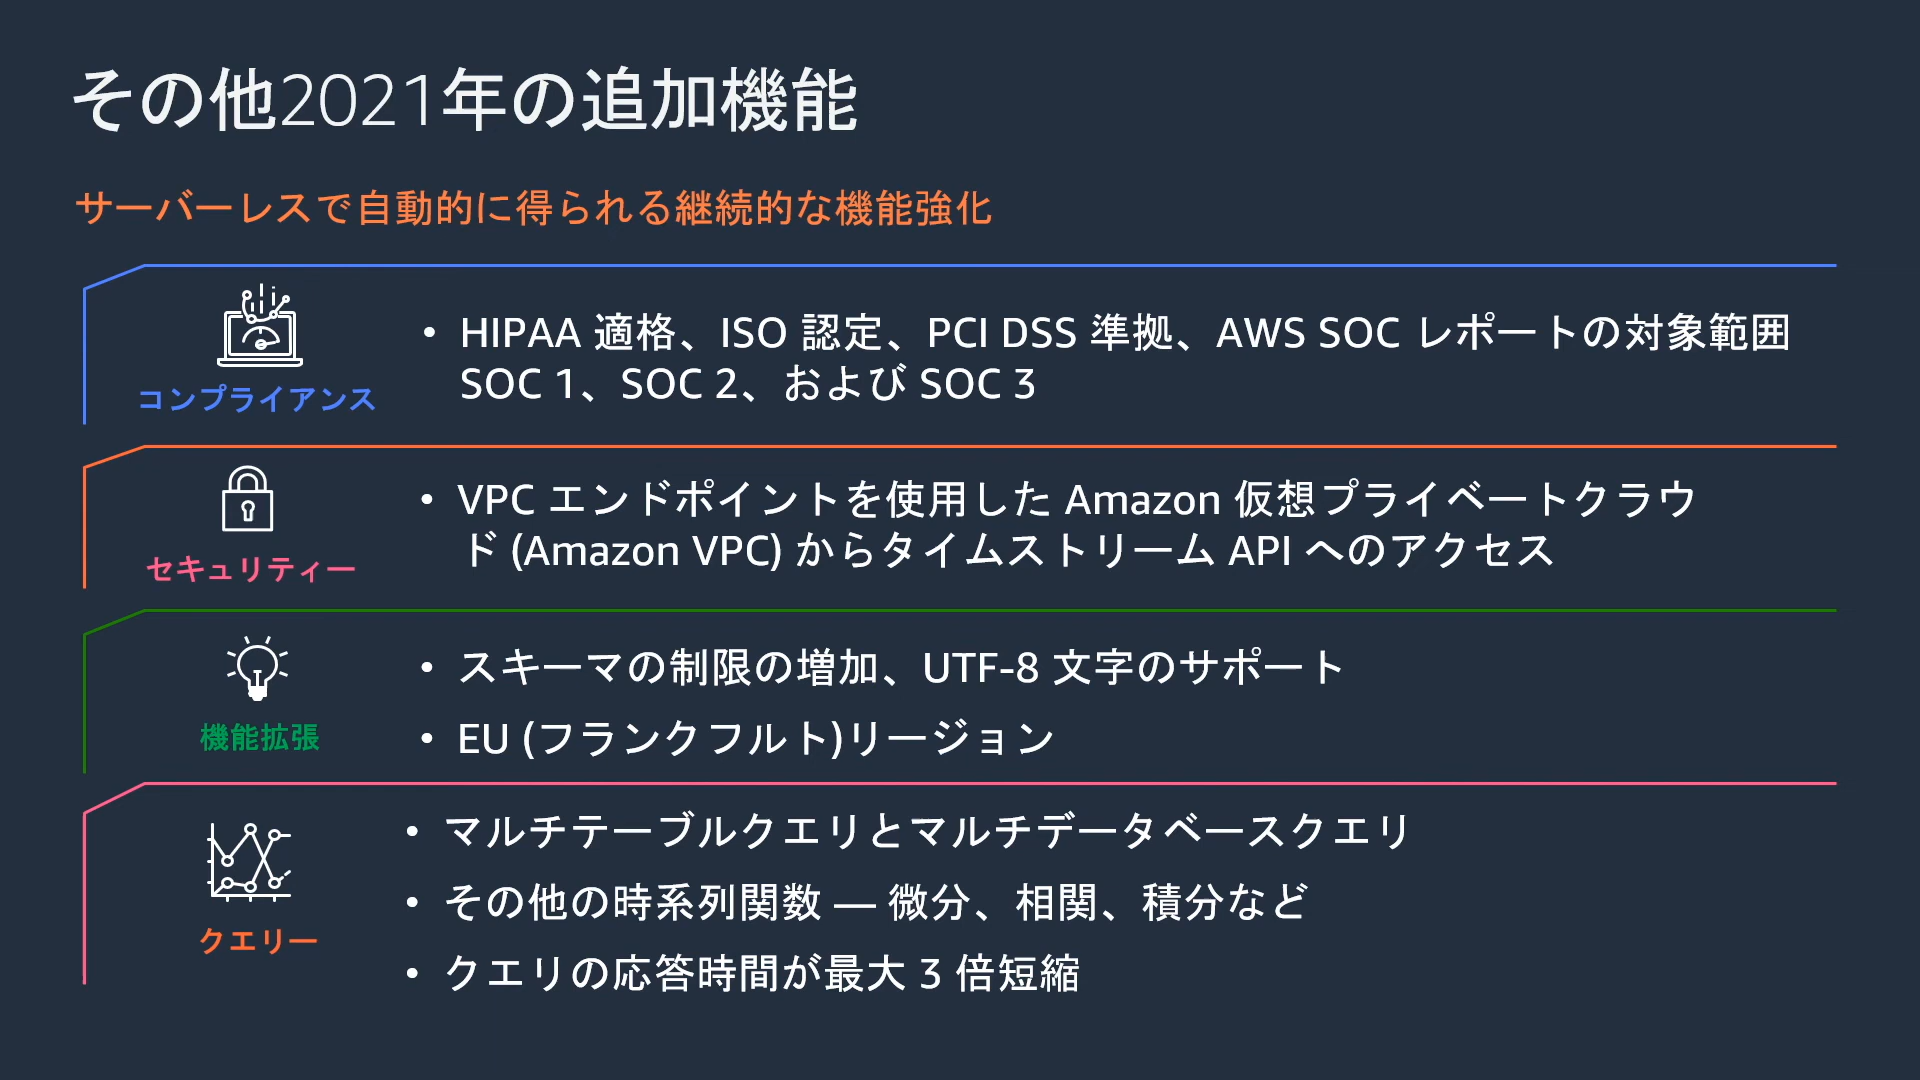 その他2021年の追加機能
サーバーレスで自動的に得られる継続的な機能強化
コンプライアンス
• HIPAA 適格、ISO 認定、PCI DSS 準拠、AWS SOC レポートの対象範囲
SOC 1、SOC 2、および SOC 3
セキュリティー
• VPC エンドポイントを使用した Amazon 仮想プライベートクラウ
ド (Amazon VPC) からタイムストリーム API へのアクセス
機能拡張
• スキーマの制限の増加、UTF-8 文字のサポート
• EU (フランクフルト)リージョン
クエリー
• マルチテーブルクエリとマルチデータベースクエリ
• その他の時系列関数 — 微分、相関、積分など
• クエリの応答時間が最大 3 倍短縮